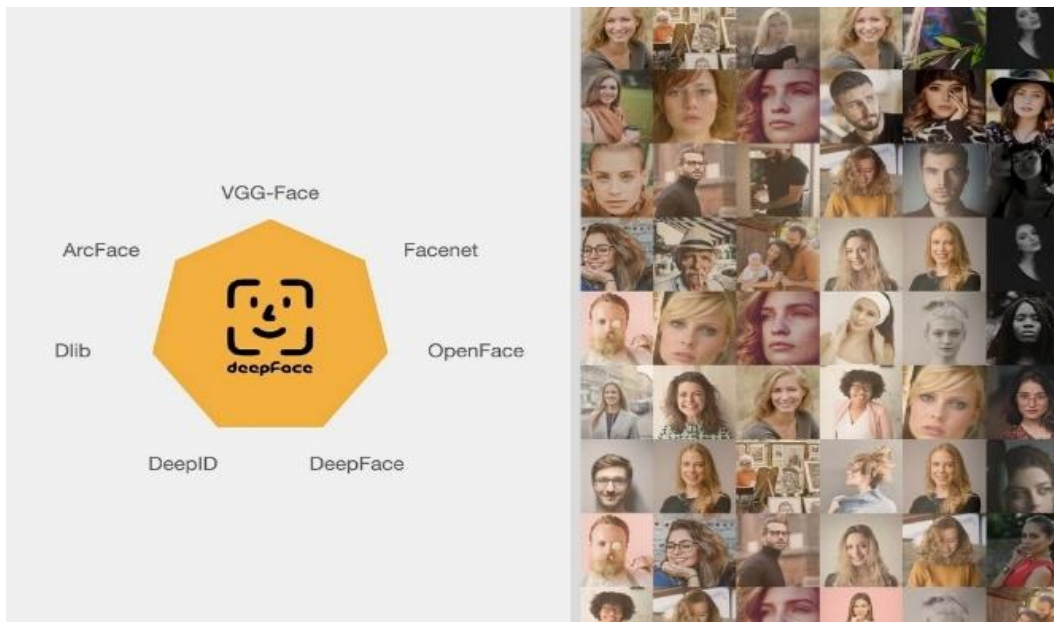 VGG-Face
ArcFace
Facenet
deepface
Dlib
OpenFace
DeepID
DeepFace